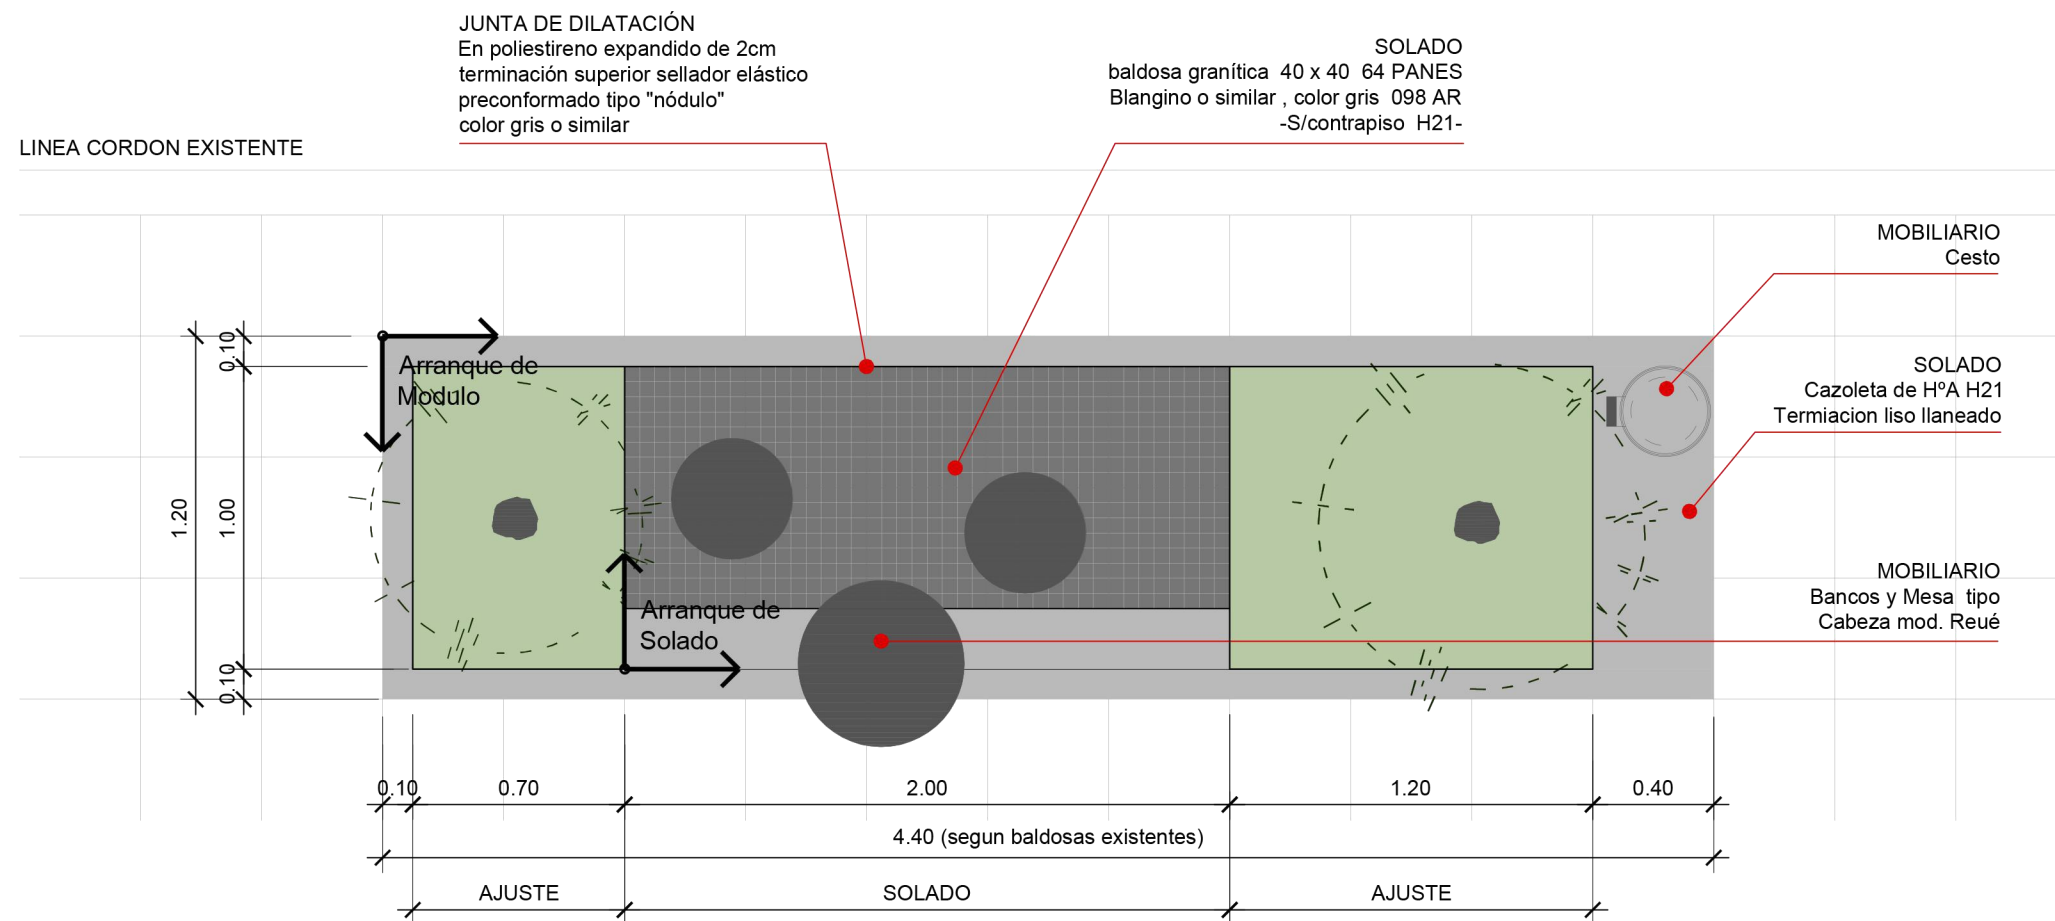 JUNTA DE DILATACIÓN
En poliestireno expandido de 2cm
terminación superior sellador elástico
preconformado tipo "nódulo"
color gris o similar
SOLADO
baldosa granítica 40 x 40 64 PANES
Blangino o similar , color gris 098 AR
-S/contrapiso H21-
LINEA CORDON EXISTENTE
MOBILIARIO
Cesto
SOLADO
Cazoleta de HºA H21
Termiacion liso llaneado
MOBILIARIO
Bancos y Mesa tipo
Cabeza mod. Reué
Arranque de
Modulo
Arranque de
Solado
0.10
1.20
1.00
0.10
0.10
0.70
2.00
1.20
0.40
4.40 (segun baldosas existentes)
AJUSTE
SOLADO
AJUSTE